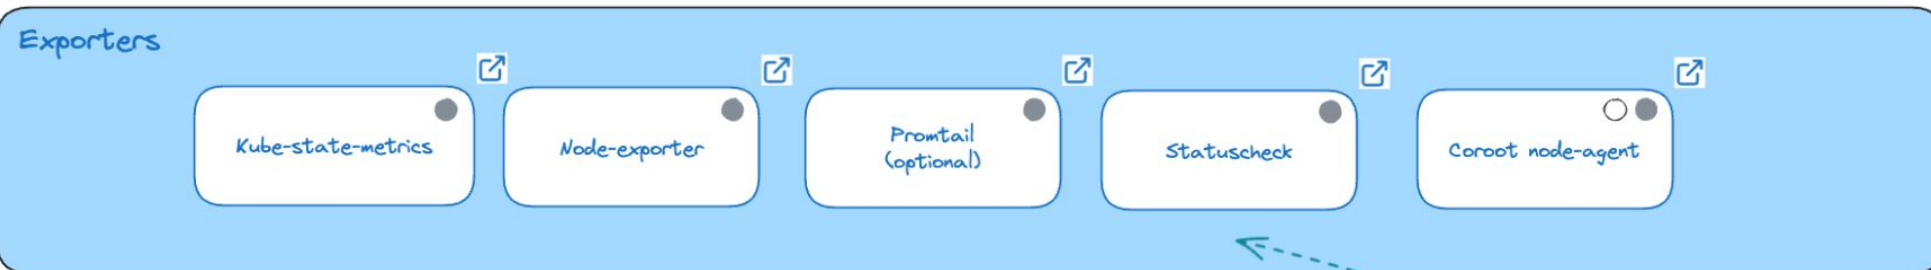 Exporters
Kube-state-metrics
Node-exporter
Promtail
(optional)
Statuscheck
Coroot node-agent